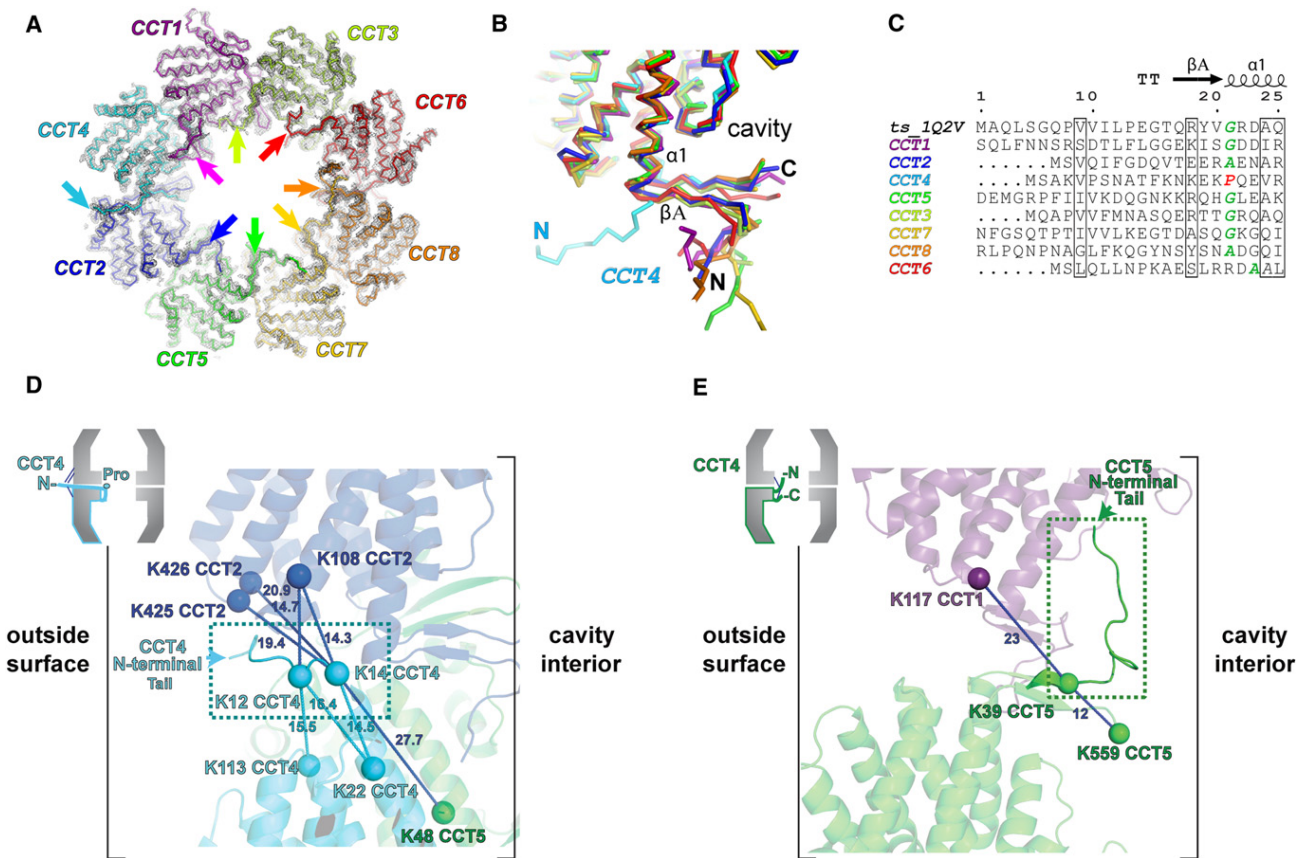 A
CCT1
CCT3
CCT6
CCT4
CCT2
CCT8
CCT5
CCT7
B
cavity
α1
C
βA
N
CCT4
N
C
βA α1
TT
1 10 20 25
ts_1Q2V MAQLSGQPVVILPEGTQRYVGRDAQ
CCT1 SQLFNNSRSDTLFLGGEKISGDDIR
CCT2 ......MSVQIFGDQVTEERAENAR
CCT4 ......MSAKVPSNATFKNKEKPQEVR
CCT5 DEMGRPFIIVKDQGNKKRQHGLEAK
CCT3 ......MQAPVVFMNASQERTTGRQAQ
CCT7 NFGSQTPTIVLKEGTDASQGKGQI
CCT8 RLPQNPNAGLFKQGYNSYSNADGQI
CCT6 ......MSLQLLNPKAESLRRDAAL
D
CCT4
N-
Pro
K426 CCT2
K108 CCT2
20.9
14.7
K425 CCT2
outside
surface
19.4
14.3
CCT4
N-terminal
Tail
K14 CCT4
K12 CCT4
16.4
15.5
14.5
27.7
K113 CCT4
K22 CCT4
K48 CCT5
cavity
interior
E
CCT4
-N
-C
CCT5
N-terminal
Tail
K117 CCT1
outside
surface
23
K39 CCT5
12
K559 CCT5
cavity
interior